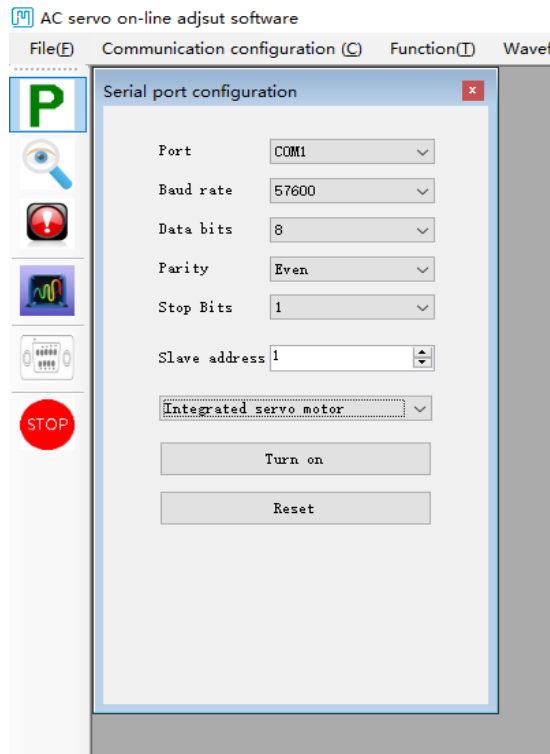 AC servo on-line adjsut software
File(F) Communication configuration (C) Function(T) Wavef
Serial port configuration
P
Port COM1
Baud rate 57600
Data bits 8
Parity Even
Stop Bits 1
Slave address 1
Integrated servo motor
STOP
Turn on
Reset